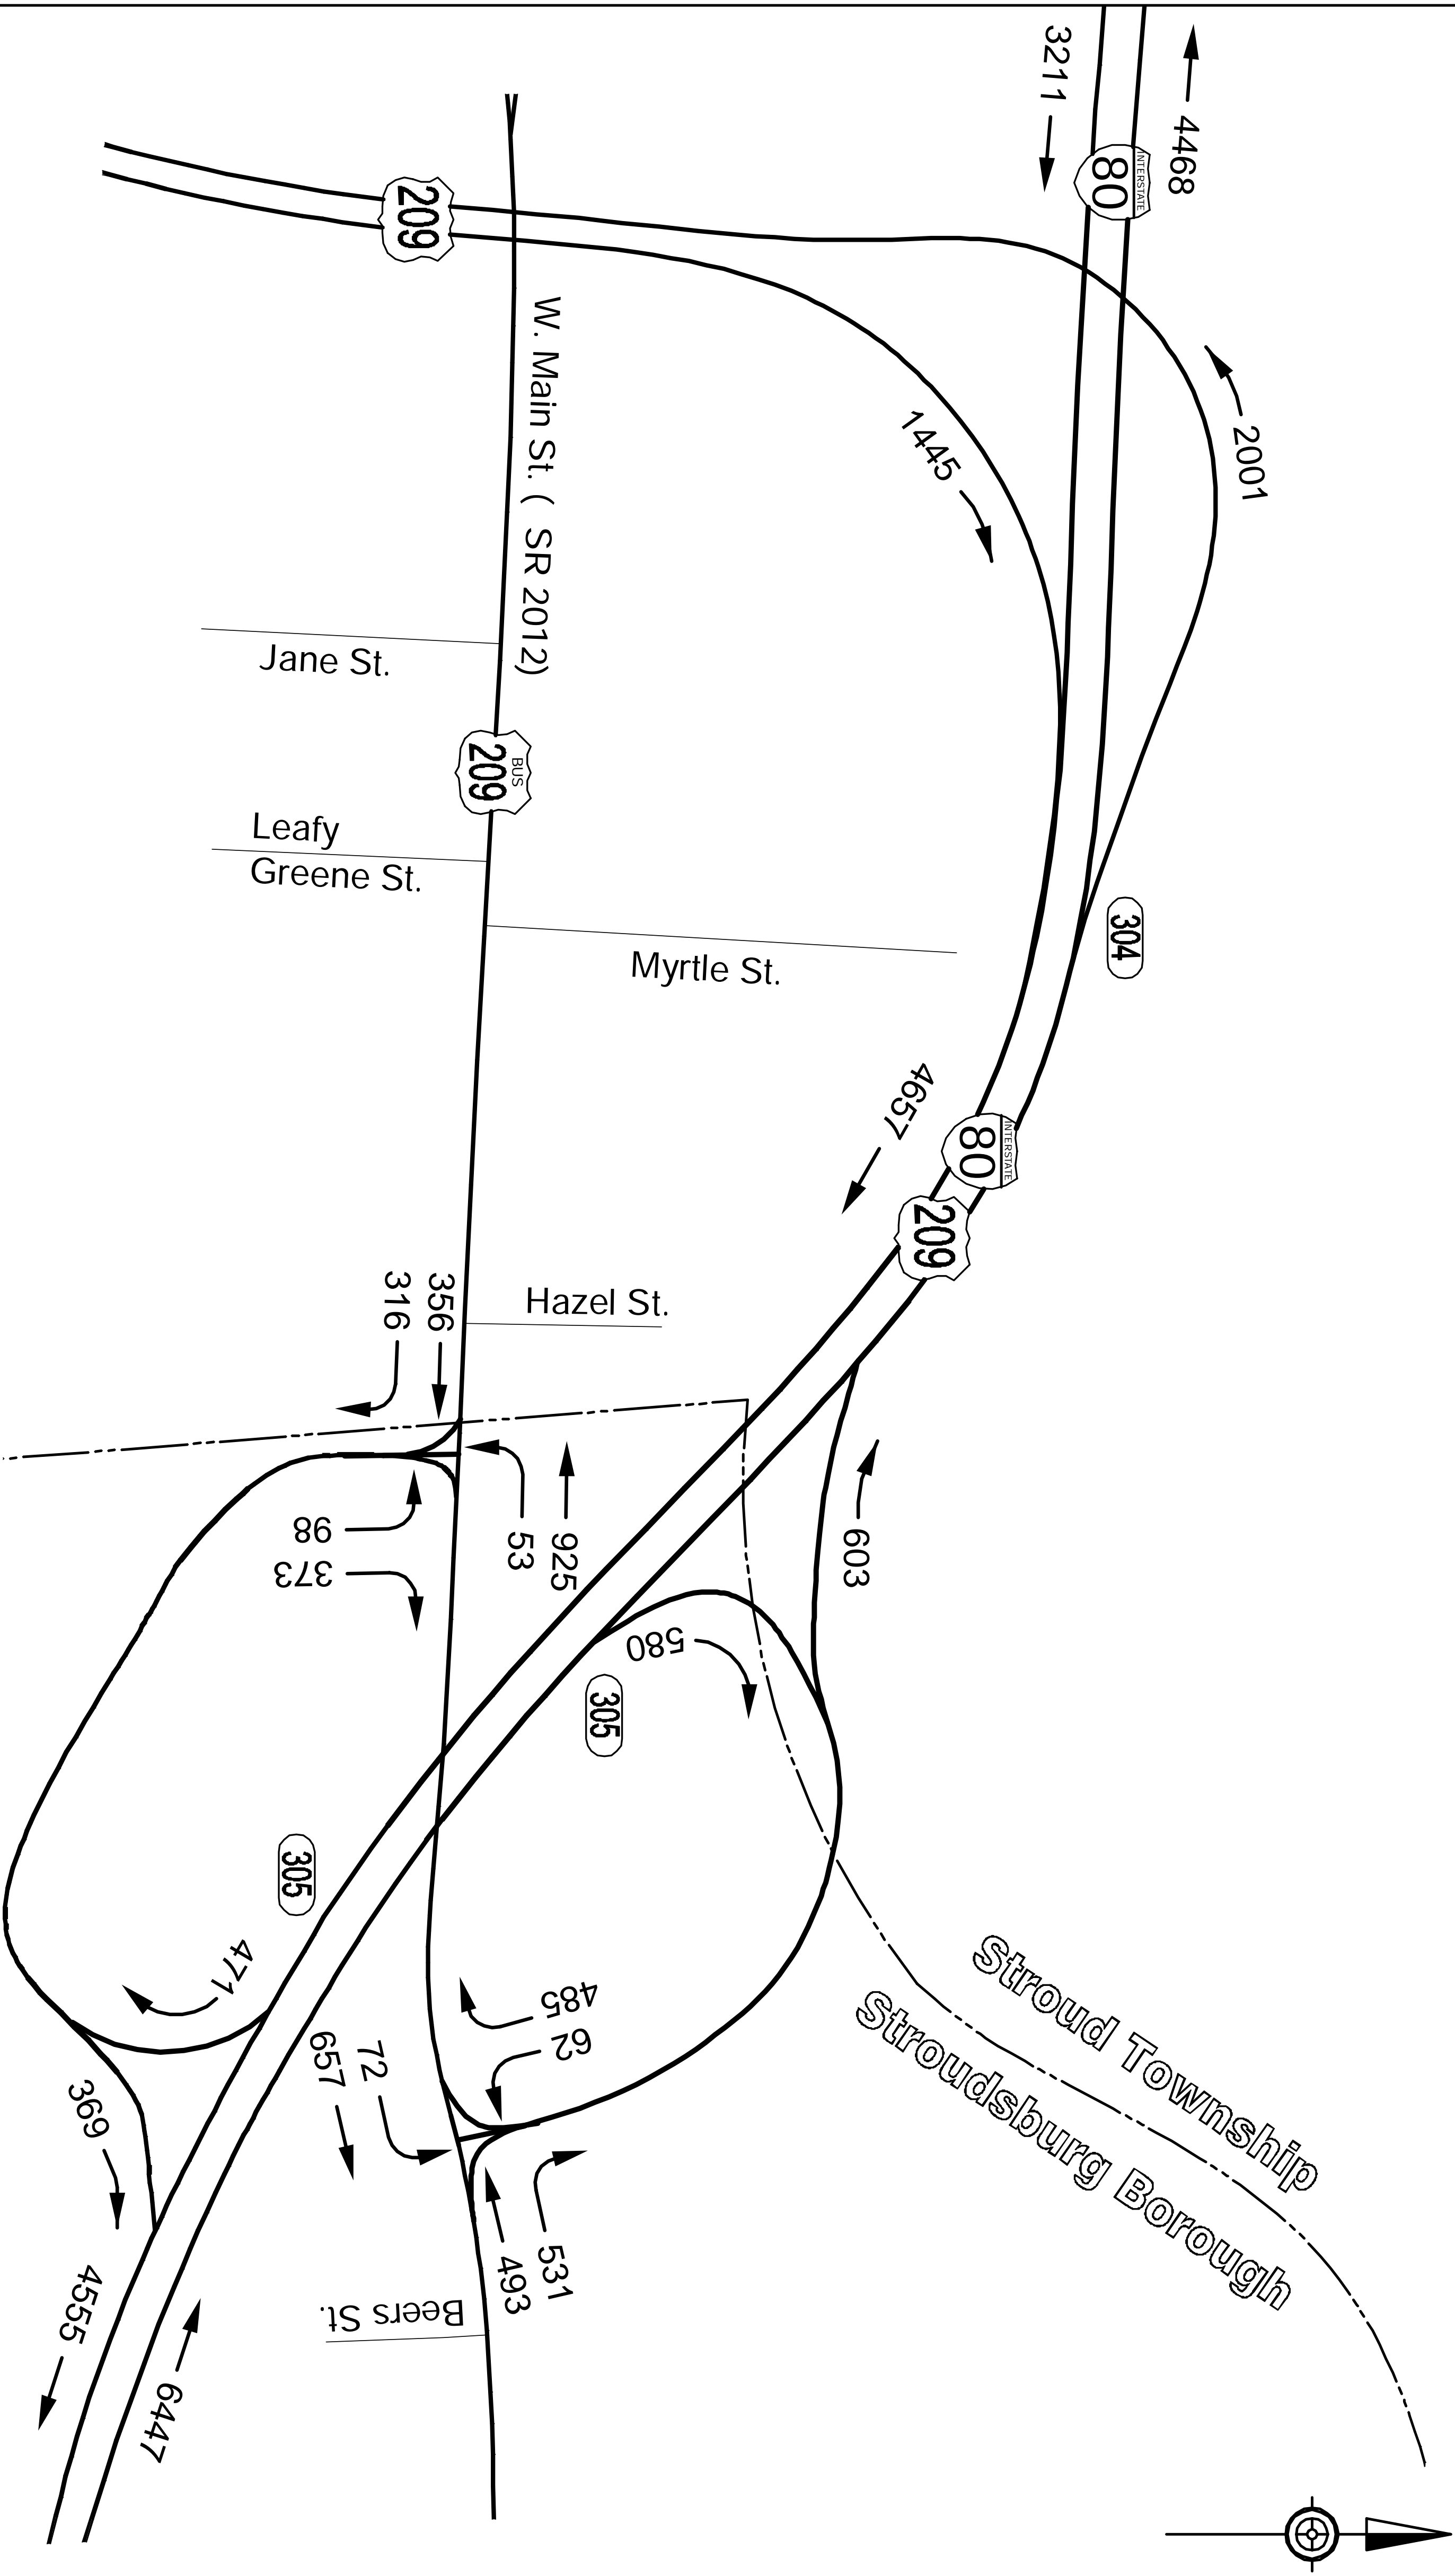 3211
4468
INTERSTATE
80
209
W. Main St. ( SR 2012)
1445
2001
Jane St.
BUS
209
Leafy
Greene St.
304
Myrtle St.
4657
INTERSTATE
80
209
Hazel St.
316
356
98
373
53
925
603
580
305
305
471
485
62
72
657
369
Stroud Township
Stroudsburg Borough
531
493
Beers St.
4555
6447